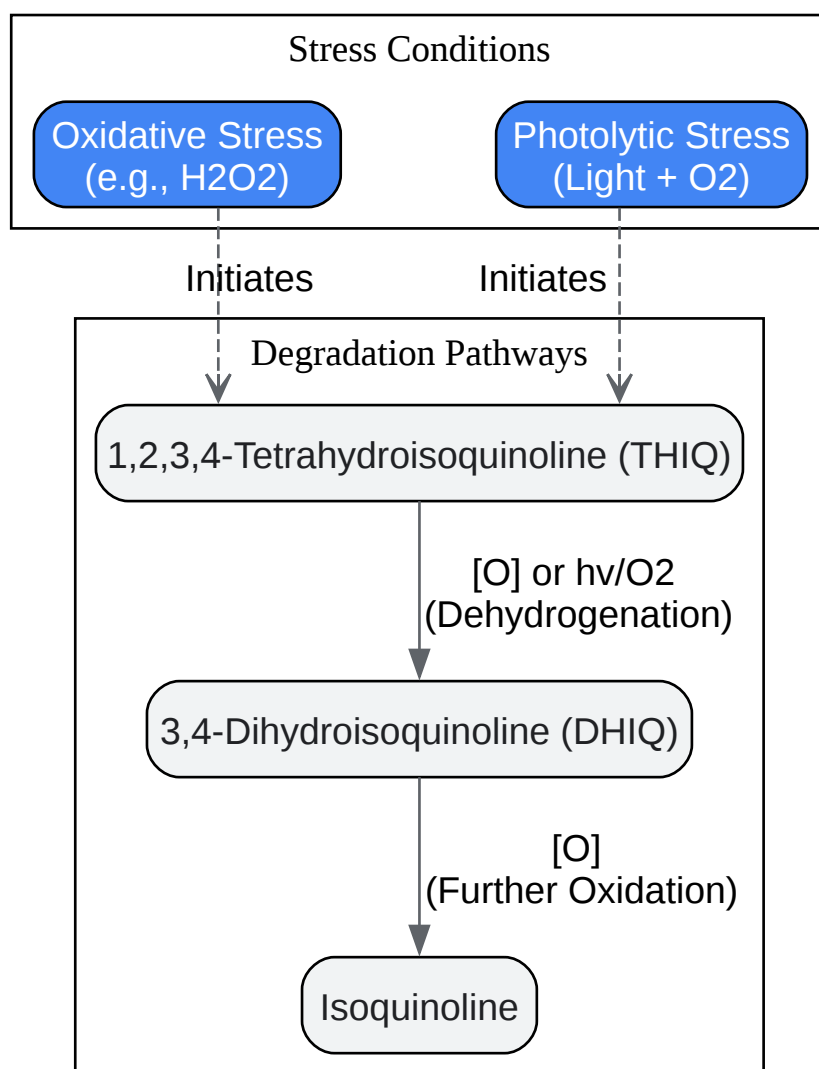 Stress Conditions
Oxidative Stress
(e.g., H2O2)
Photolytic Stress
(Light + O2)
Initiates
Initiates
Degradation Pathways
1,2,3,4-Tetrahydroisoquinoline (THIQ)
[O] or hv/O2
(Dehydrogenation)
3,4-Dihydroisoquinoline (DHIQ)
[O]
(Further Oxidation)
Isoquinoline